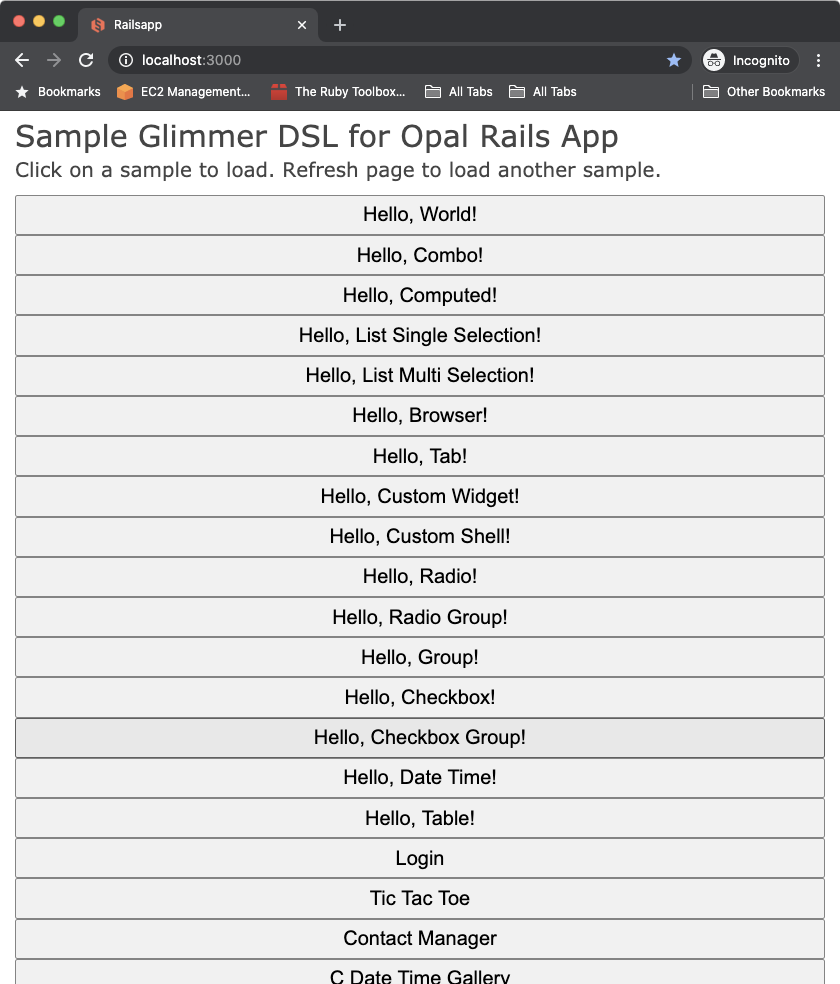 Railsapp
localhost:3000
Incognito
Bookmarks
EC2 Management...
The Ruby Toolbox...
All Tabs
All Tabs
Other Bookmarks
Sample Glimmer DSL for Opal Rails App
Click on a sample to load. Refresh page to load another sample.
Hello, World!
Hello, Combo!
Hello, Computed!
Hello, List Single Selection!
Hello, List Multi Selection!
Hello, Browser!
Hello, Tab!
Hello, Custom Widget!
Hello, Custom Shell!
Hello, Radio!
Hello, Radio Group!
Hello, Group!
Hello, Checkbox!
Hello, Checkbox Group!
Hello, Date Time!
Hello, Table!
Login
Tic Tac Toe
Contact Manager
C Date Time Gallery